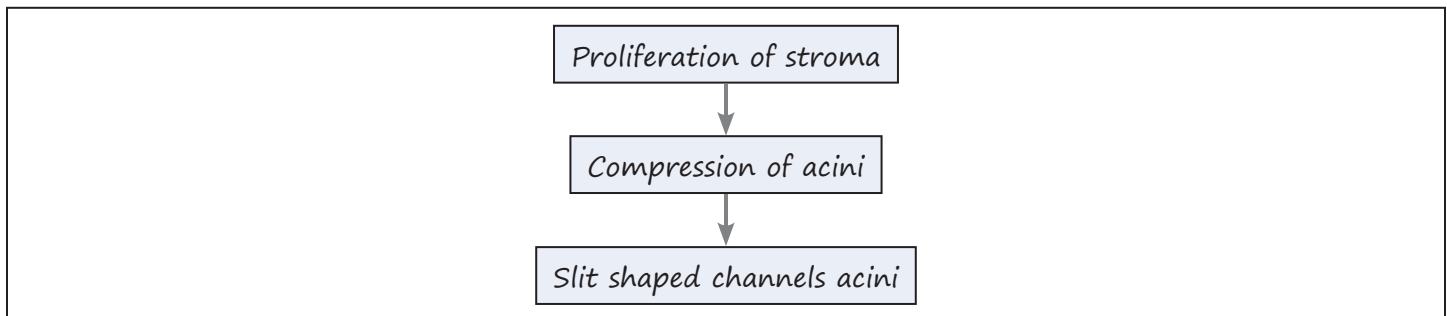 Proliferation of stroma
Compression of acini
Slit shaped channels acini